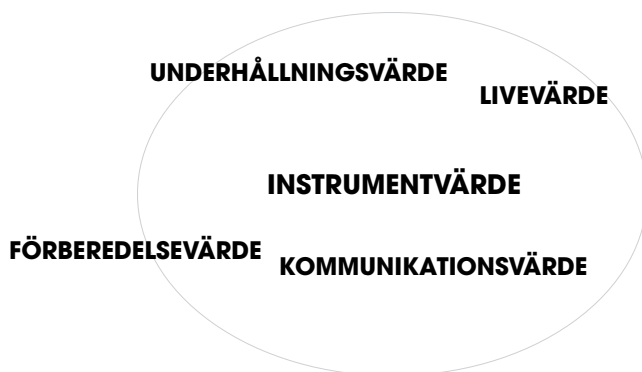 UNDERHÅLLNINGSVÄRDE
LIVEVÄRDE
INSTRUMENTVÄRDE
FÖRBEREDELSEVÄRDE
KOMMUNIKATIONSVÄRDE